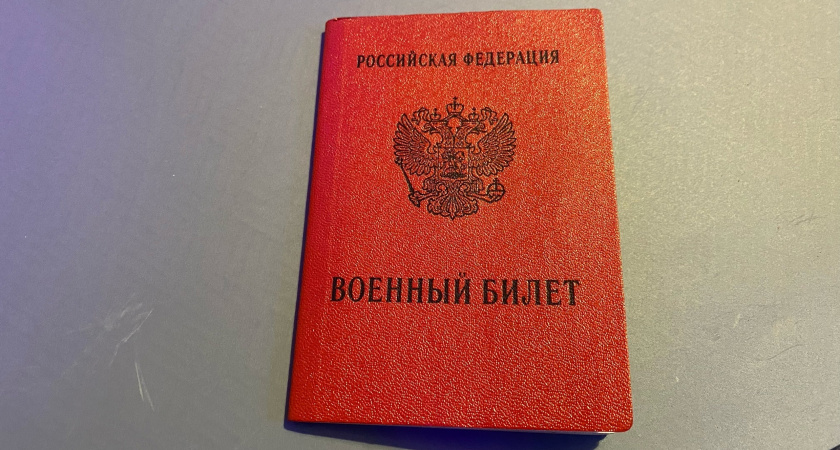 РОССИЙСКАЯ ФЕДЕРАЦИЯ
ВОЕННЫЙ БИЛЕТ